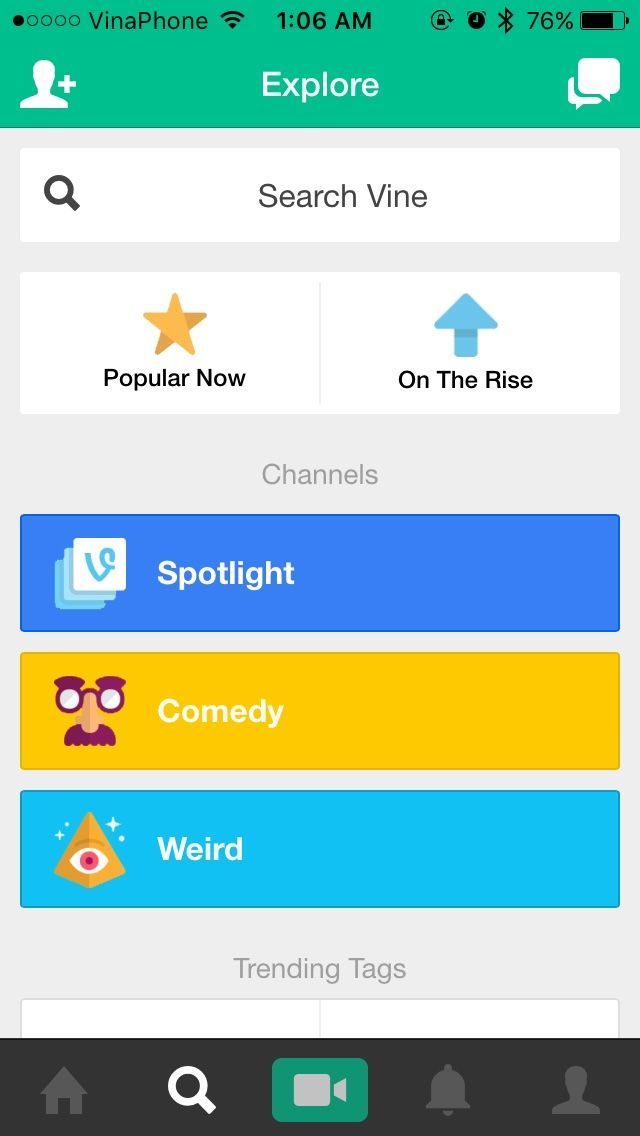 VinaPhone 1:06 AM 76%
Explore
Search Vine
Popular Now
On The Rise
Channels
Spotlight
Comedy
Weird
Trending Tags